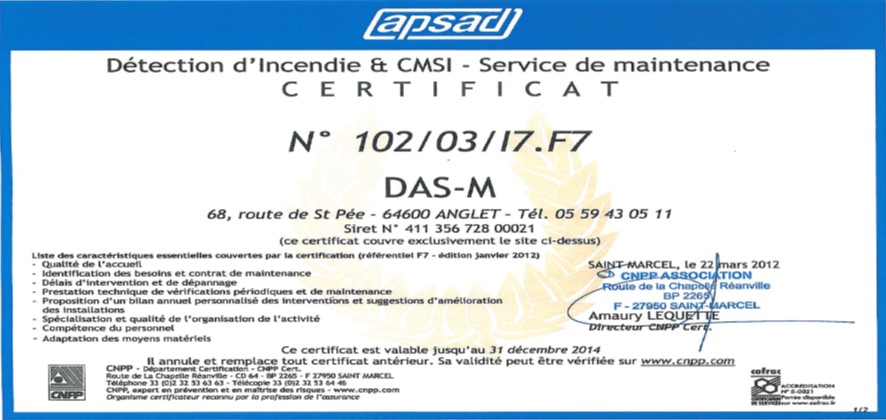 apsad
Détection d'Incendie & CMSI - Service de maintenance
CERTIFICAT
N° 102/03/I7.F7
DAS-M
68, route de St Pée - 64600 ANGLET - Tél. 05 59 43 05 11
Siret N° 411 356 728 00021
(ce certificat couvre exclusivement le site ci-dessus)
Liste des caractéristiques essentielles couvertes par la certification (référentiel F7 - édition janvier 2012)
- Qualité de l'accueil
- Identification des besoins et contrat de maintenance
- Délais d'intervention et de dépannage
- Prestation technique de vérifications périodiques et de maintenance
- Proposition d'un bilan annuel personnalisé des interventions et suggestions d'amélioration
des installations
- Spécialisation et qualité de l'organisation de l'activité
- Compétence du personnel
- Adaptation des moyens matériels
SAINT MARCEL, le 22 mars 2012
CNPP ASSOCIATION
Route de la Chapelle Réanville
BP 2265
F - 27950 SAINT-MARCEL
Amaury LEQUETTE
Directeur CNPP Cert.
Ce certificat est valable jusqu'au 31 décembre 2014
Il annule et remplace tout certificat antérieur. Sa validité peut être vérifiée sur www.cnpp.com
CNPP
CNPP - Département Certification - CNPP Cert.
Route de La Chapelle Réanville - CD 64 - BP 2265 - F 27950 SAINT MARCEL
Téléphone 33 (0)2 32 53 63 63 - Télécopie 33 (0)2 32 53 64 46
CNPP, expert en prévention et en maîtrise des risques - www.cnpp.com
Organisme certificateur reconnu par la profession de l'assurance
cofrac
ACCREDITATION
N° 5-0021
Portée disponible
sur www.cofrac.fr
1/2